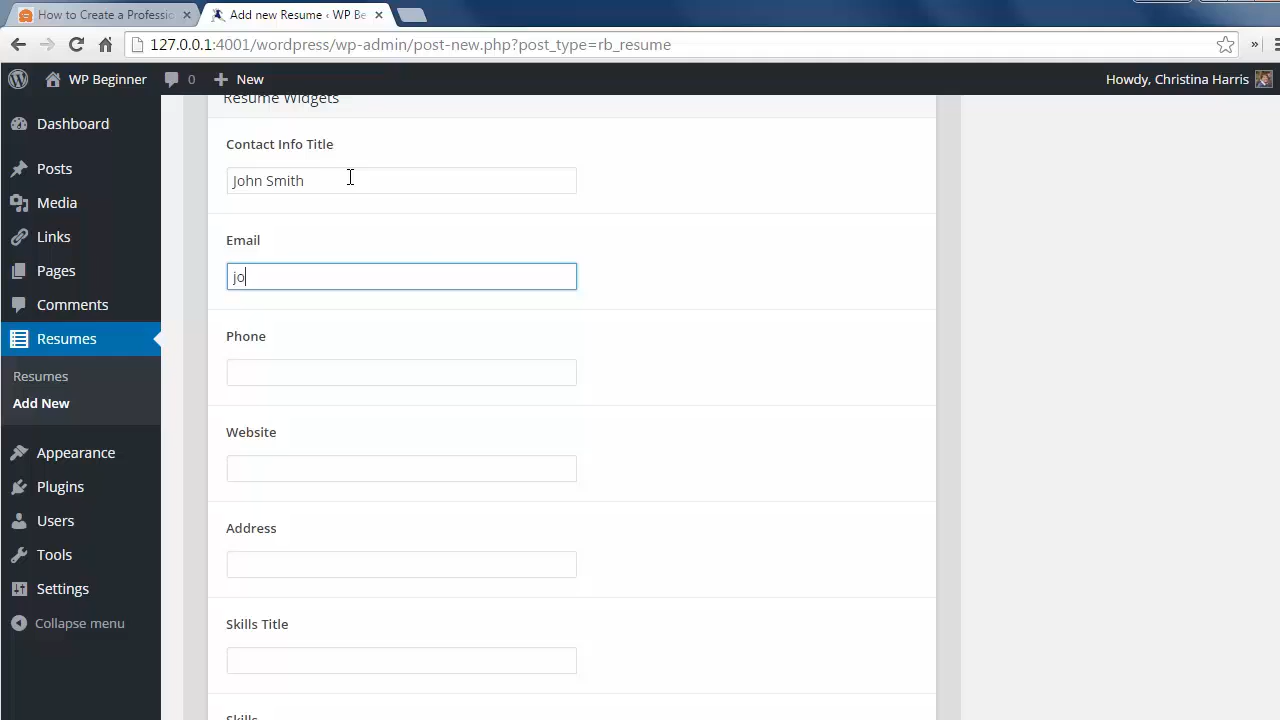 How to Create a Professi
Add new Resume ‹ WP Be
127.0.0.1:4001/wordpress/wp-admin/post-new.php?post_type=rb_resume
WP Beginner
0
New
Howdy, Christina Harris
Dashboard
Posts
Media
Links
Pages
Comments
Resumes
Resumes
Add New
Appearance
Plugins
Users
Tools
Settings
Collapse menu
Resume Widgets
Contact Info Title
John Smith
Email
jo
Phone
Website
Address
Skills Title
Skills